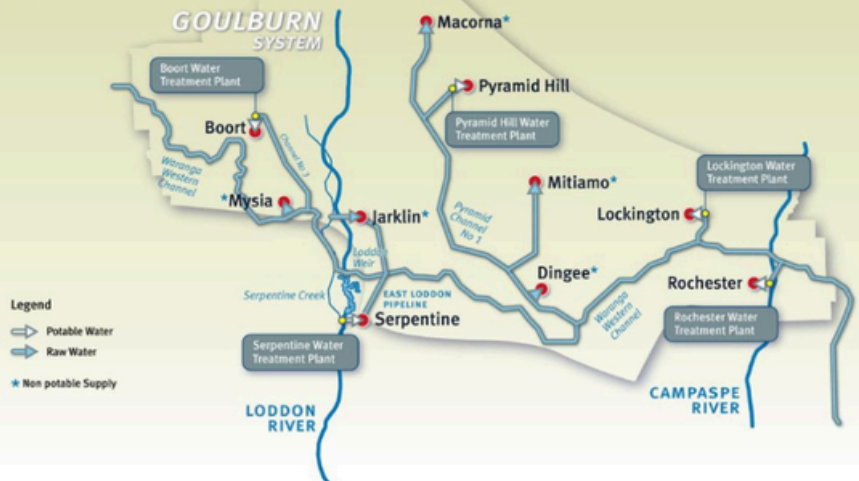 GOULBURN
SYSTEM
Macorna*
Boort Water
Treatment Plant
Pyramid Hill
Boort
Channel No 3
Pyramid Hill Water
Treatment Plant
Waranga
Western
Channel
*Mysia
Jarklin*
Mitiamo*
Lockington Water
Treatment Plant
Lockington
Pyramid
Channel
No 1
Loddon
Weir
Dingee*
Serpentine Creek
EAST LODDON
PIPELINE
Serpentine
Waranga
Western
Channel
Rochester
Rochester Water
Treatment Plant
Serpentine Water
Treatment Plant
Legend
Potable Water
Raw Water
* Non potable Supply
LODDON
RIVER
CAMPASPE
RIVER